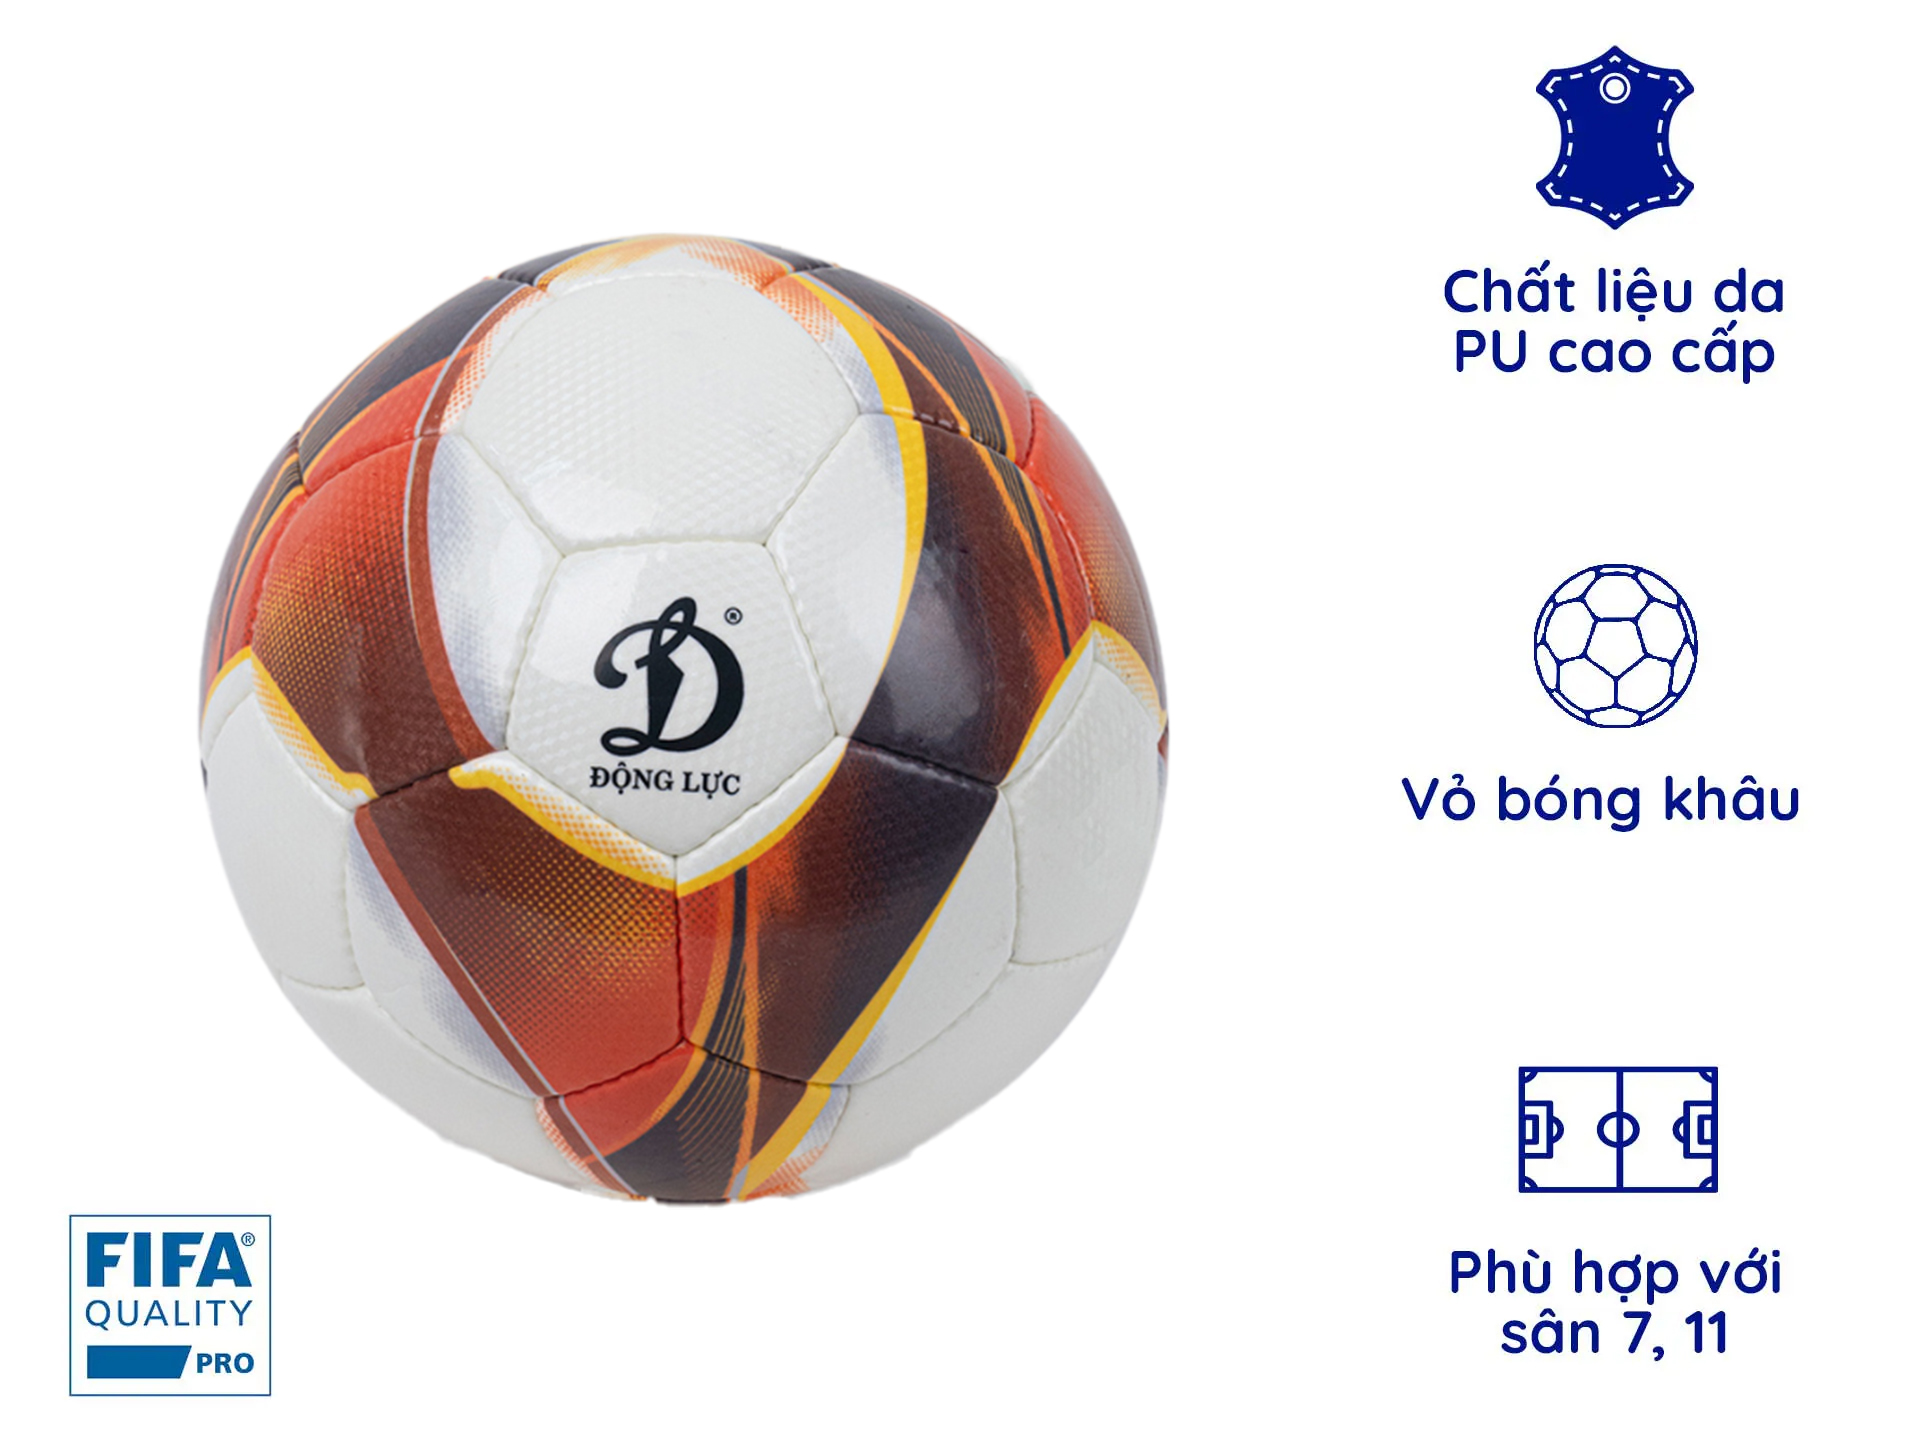 Chất liệu da
PU cao cấp
Đ®
ĐỘNG LỰC
Vỏ bóng khâu
Phù hợp với
sân 7, 11
FIFA®
QUALITY
PRO